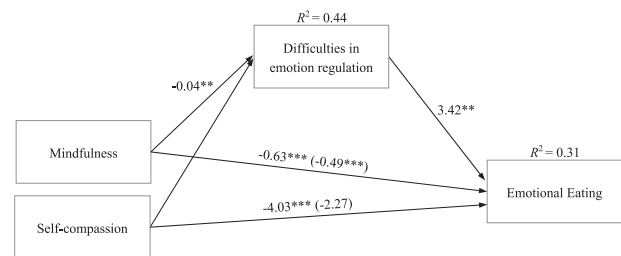 R² = 0.44
Difficulties in
emotion regulation
-0.04**
3.42**
Mindfulness
-0.63*** (-0.49***)
R² = 0.31
Emotional Eating
-4.03*** (-2.27)
Self-compassion